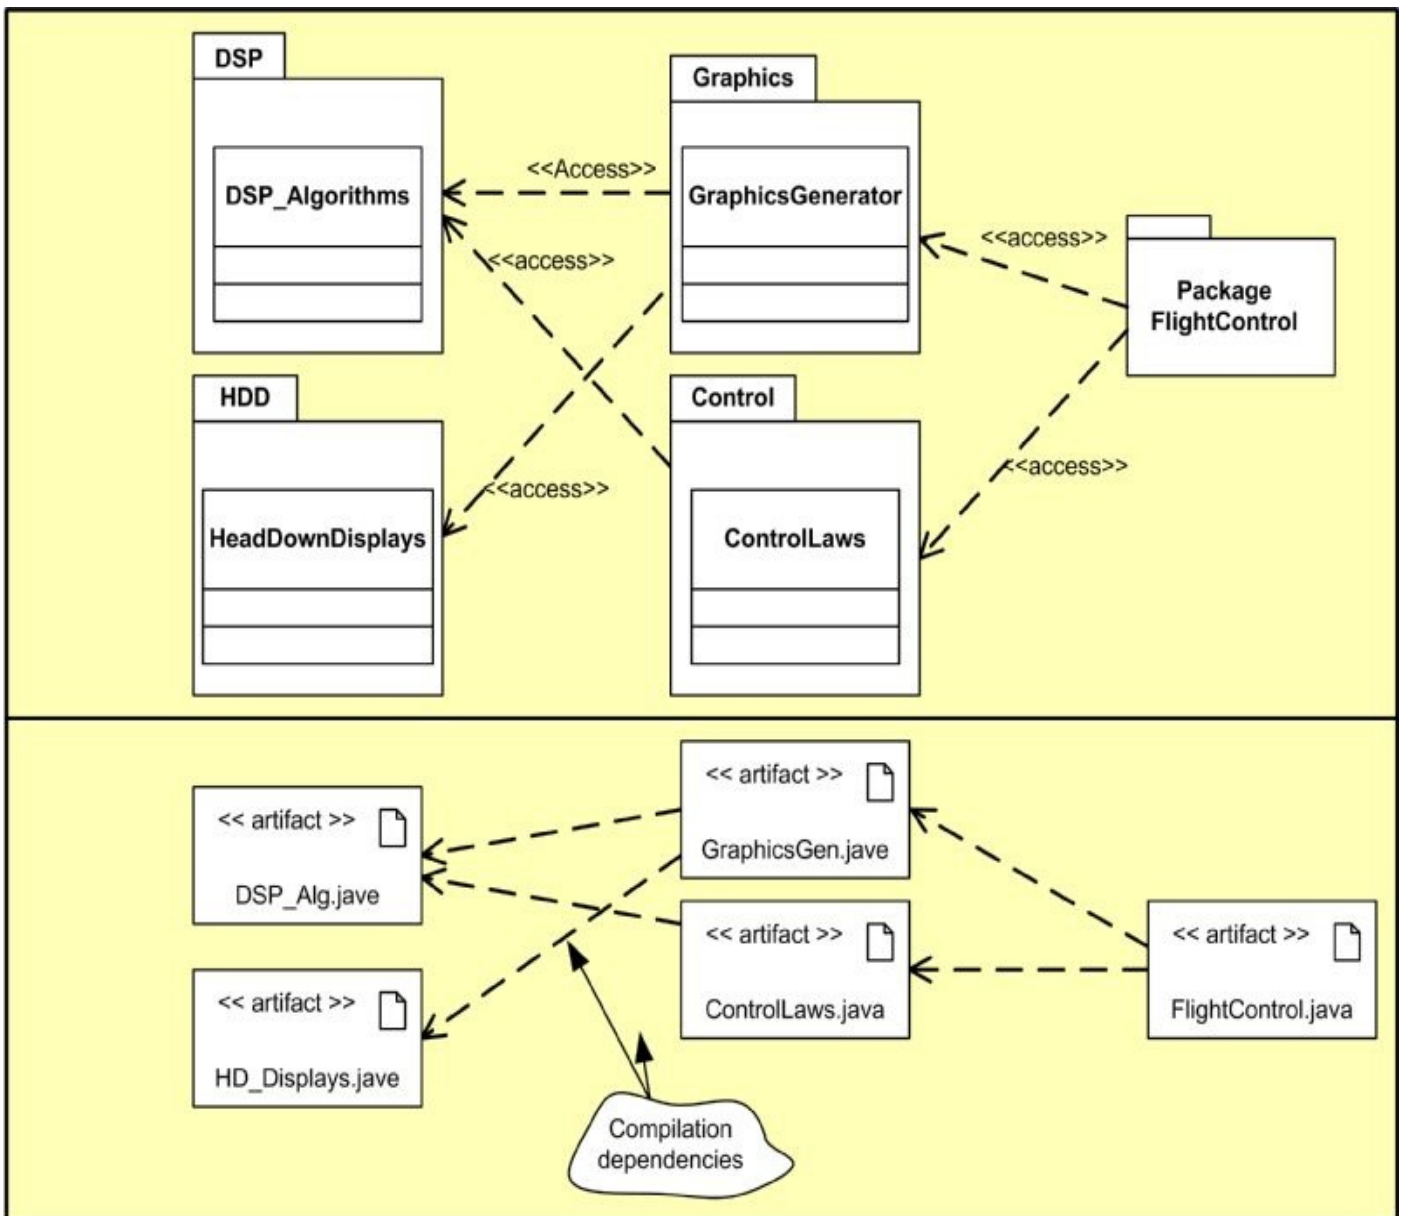 DSP
Graphics
<<Access>>
DSP_Algorithms
GraphicsGenerator
<<access>>
<<access>>
Package
FlightControl
HDD
Control
<<access>>
<<access>>
HeadDownDisplays
ControlLaws
<< artifact >>
GraphicsGen.jave
<< artifact >>
DSP_Alg.jave
<< artifact >>
ControlLaws.java
<< artifact >>
FlightControl.java
<< artifact >>
HD_Displays.jave
Compilation
dependencies